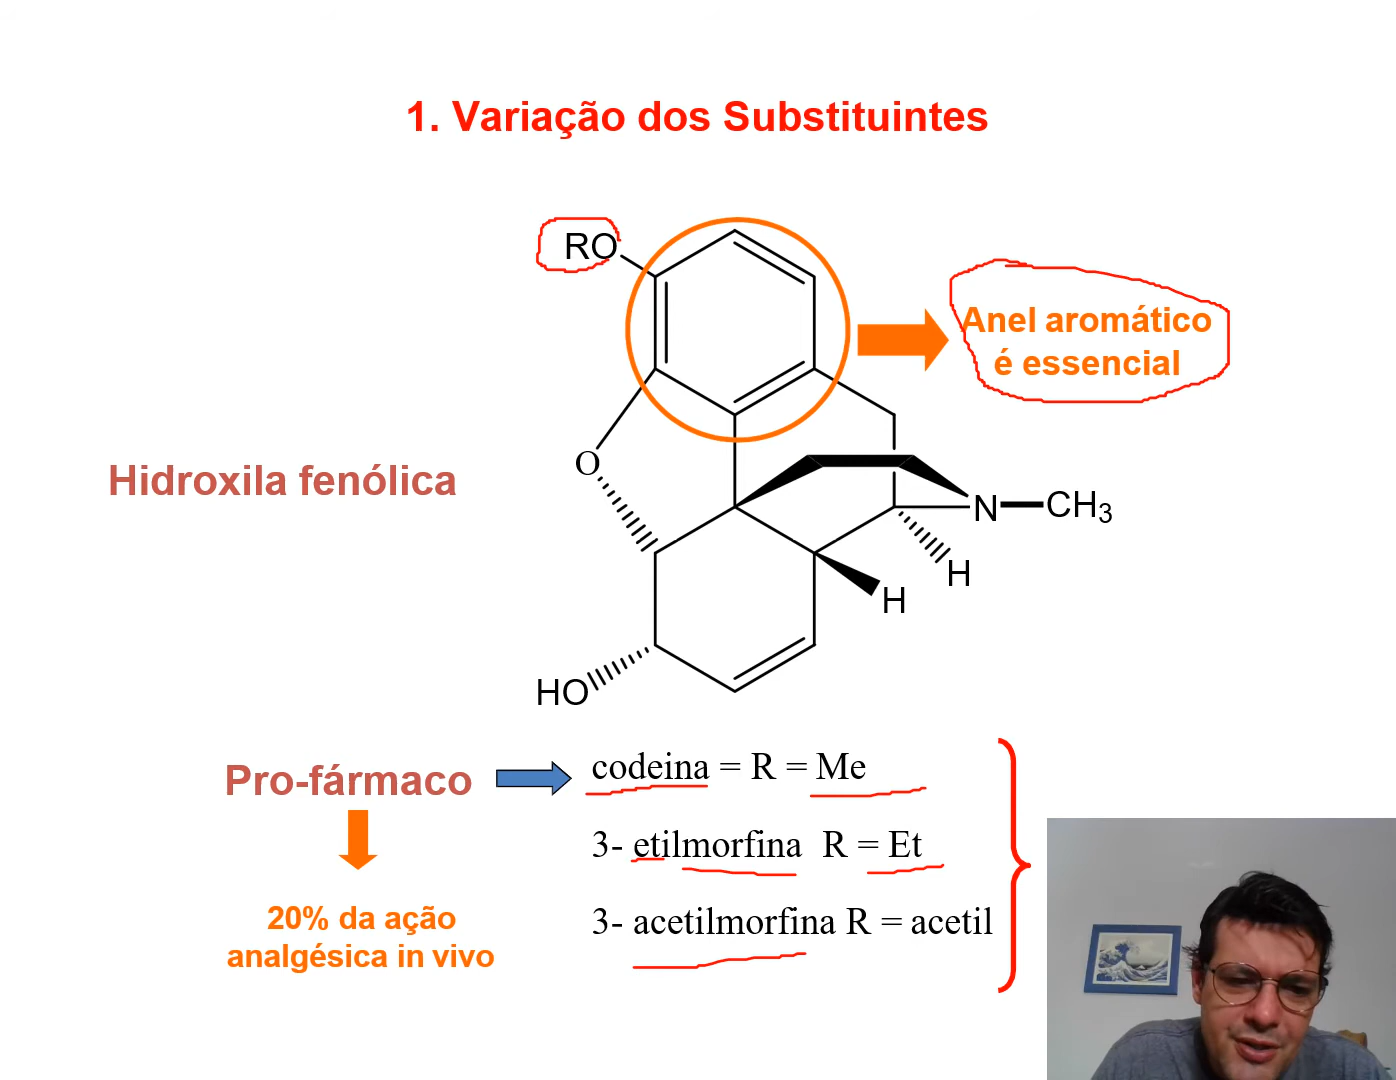 1. Variação dos Substituintes
RO
Anel aromático
é essencial
O
Hidroxila fenólica
N
CH3
H
H
HO
Pro-fármaco
codeina = R = Me
3- etilmorfina R = Et
3- acetilmorfina R = acetil
20% da ação
analgésica in vivo